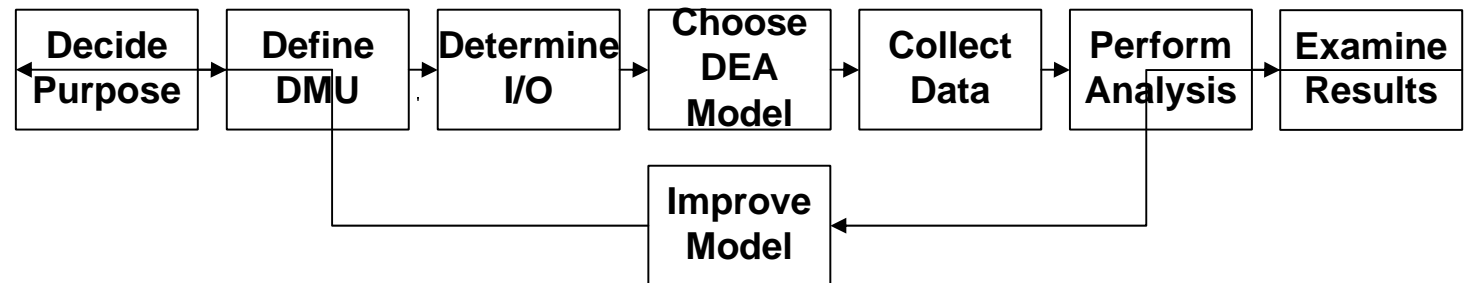 Decide
Purpose
Define
DMU
Determine
I/O
Choose
DEA
Model
Collect
Data
Perform
Analysis
Examine
Results
Improve
Model